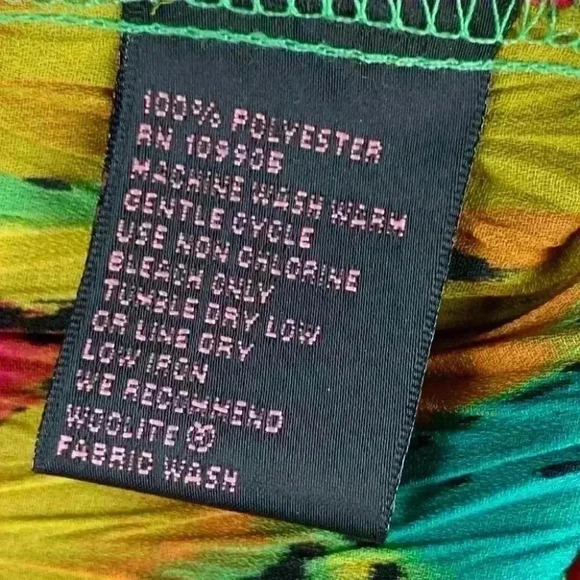 100% POLYESTER
RN 109905
MACHINE WASH WARM
GENTLE CYCLE
USE NON CHLORINE
BLEACH ONLY
TUMBLE DRY LOW
OR LINE DRY
LOW IRON
WE RECOMMEND
WOOLITE ®
FABRIC WASH